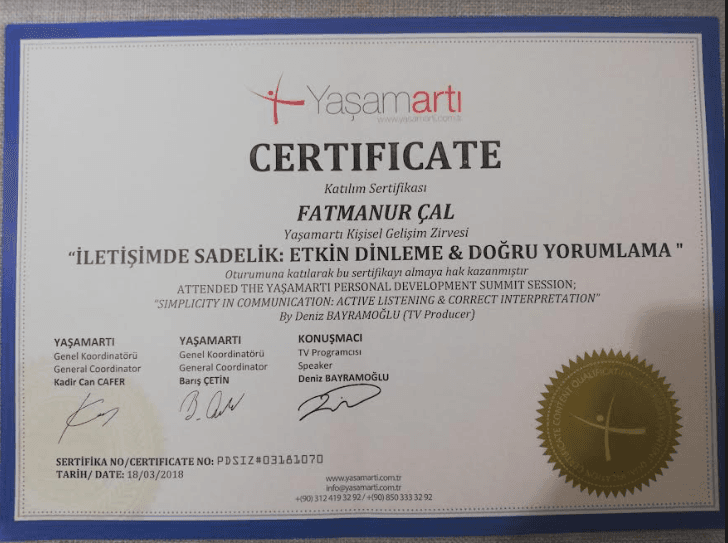 Yaşamartı
www.yasamarti.com.tr
CERTIFICATE
Katılım Sertifikası
FATMANUR ÇAL
Yaşamartı Kişisel Gelişim Zirvesi
"İLETİŞİMDE SADELİK: ETKİN DİNLEME & DOĞRU YORUMLAMA "
Oturumuna katılarak bu sertifikayı almaya hak kazanmıştır
ATTENDED THE YAŞAMARTI PERSONAL DEVELOPMENT SUMMIT SESSION;
"SIMPLICITY IN COMMUNICATION: ACTIVE LISTENING & CORRECT INTERPRETATION"
By Deniz BAYRAMOĞLU (TV Producer)
YAŞAMARTI
Genel Koordinatörü
General Coordinator
Kadir Can CAFER
YAŞAMARTI
Genel Koordinatörü
General Coordinator
Barış ÇETİN
KONUŞMACI
TV Programcısı
Speaker
Deniz BAYRAMOĞLU
SERTİFİKA NO/CERTIFICATE NO: PDSIZ#03181070
TARİH/ DATE: 18/03/2018
www.yasamarti.com.tr
info@yasamarti.com.tr
+(90) 312 419 32 92 / +(90) 850 333 32 92